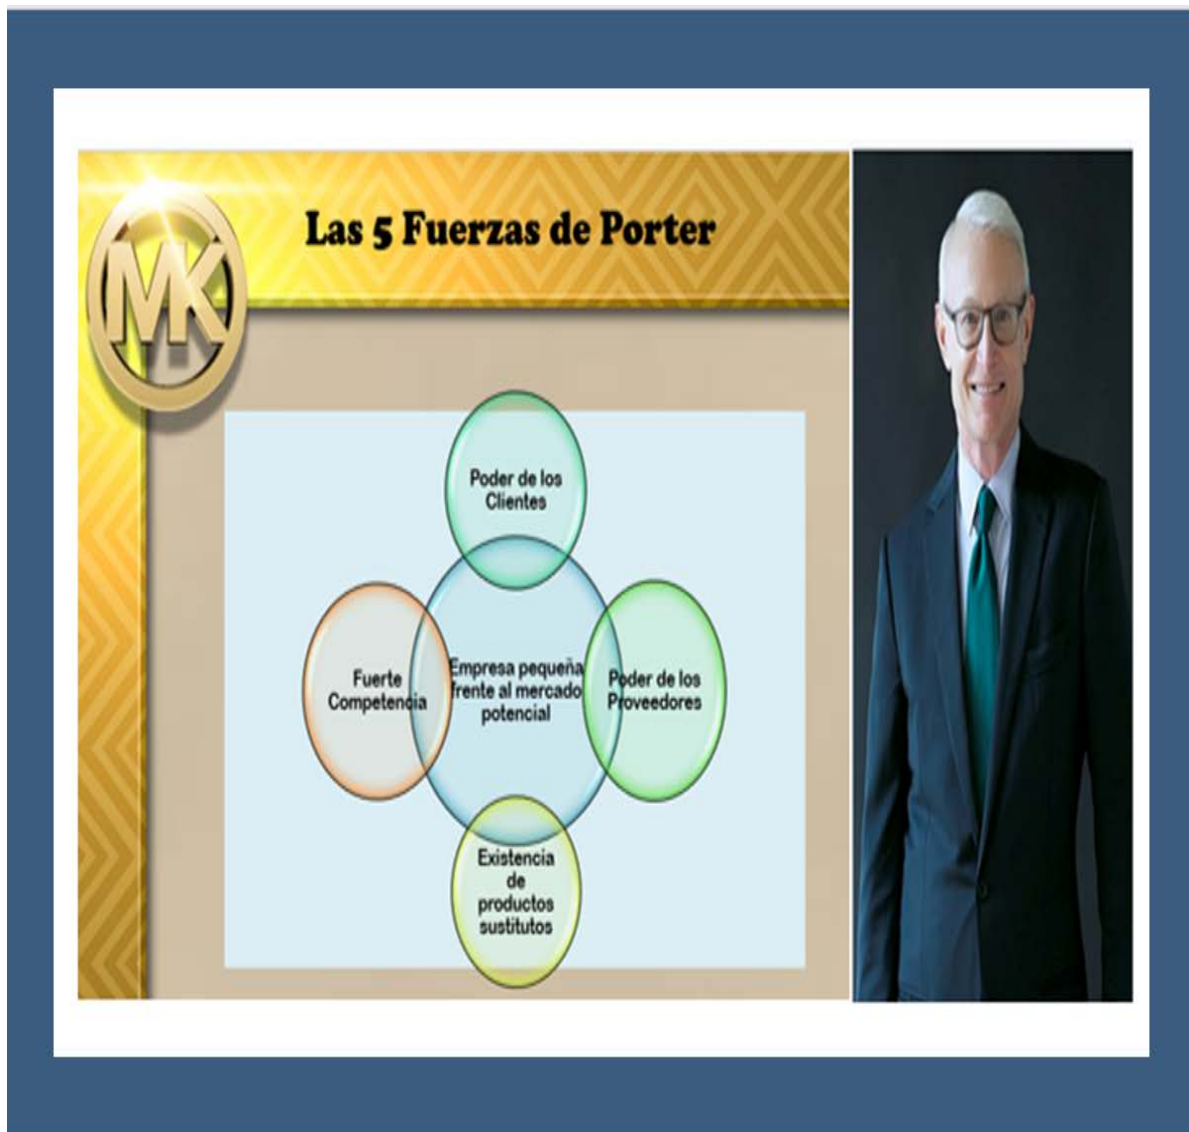 MK
Las 5 Fuerzas de Porter
Poder de los
Clientes
Fuerte
Competencia
Empresa pequeña
frente al mercado
potencial
Poder de los
Proveedores
Existencia
de
productos
sustitutos